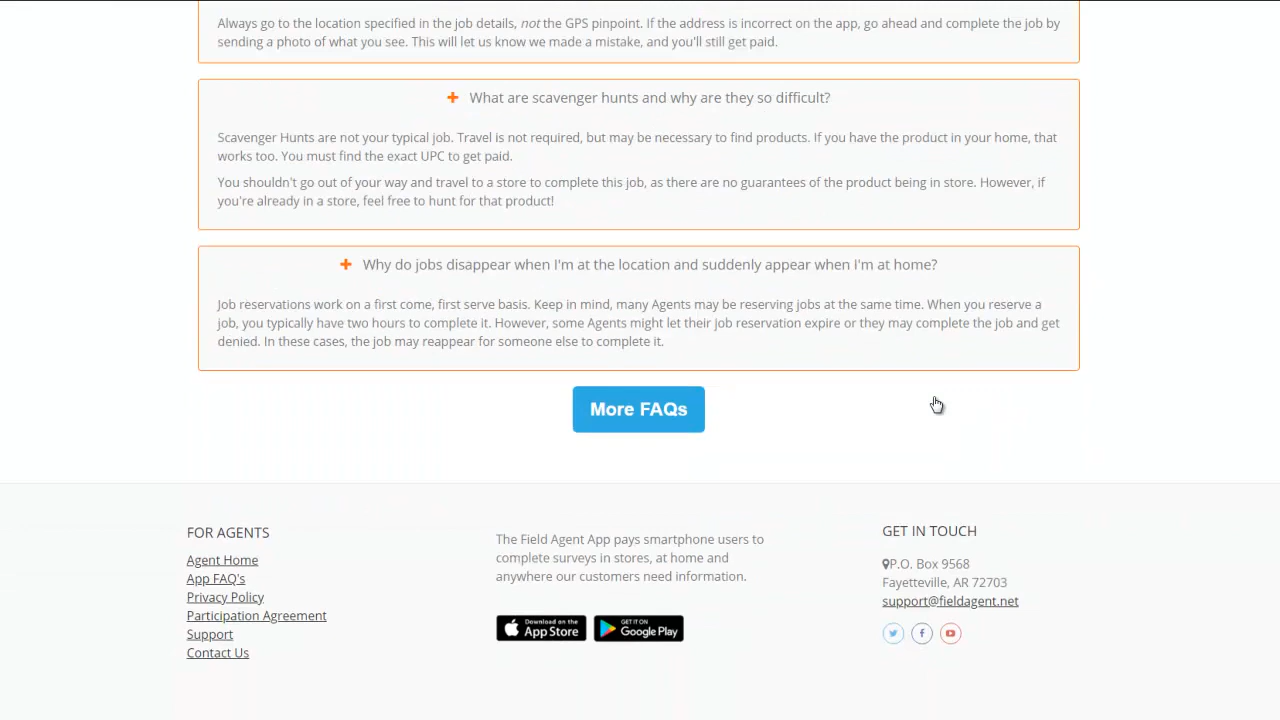 Always go to the location specified in the job details, not the GPS pinpoint. If the address is incorrect on the app, go ahead and complete the job by
sending a photo of what you see. This will let us know we made a mistake, and you'll still get paid.
What are scavenger hunts and why are they so difficult?
Scavenger Hunts are not your typical job. Travel is not required, but may be necessary to find products. If you have the product in your home, that
works too. You must find the exact UPC to get paid.
You shouldn't go out of your way and travel to a store to complete this job, as there are no guarantees of the product being in store. However, if
you're already in a store, feel free to hunt for that product!
Why do jobs disappear when I'm at the location and suddenly appear when i'm at home?
Job reservations work on a first come, first serve basis. Keep in mind, many Agents may be reserving jobs at the same time. When you reserve a
job, you typically have two hours to complete it. However, some Agents might let their job reservation expire or they may complete the job and get
denied. In these cases, the job may reappear for someone else to complete it.
More FAQs
FOR AGENTS
Agent Home
App FAQ's
Privacy Policy
Participation Agreement
Support
Contact Us
The Field Agent App pays smartphone users to
complete surveys in stores, at home and
anywhere our customers need information.
Download on the
App Store
GET IT ON
Google Play
GET IN TOUCH
P.O. Box 9568
Fayetteville, AR 72703
support@fieldagent.net